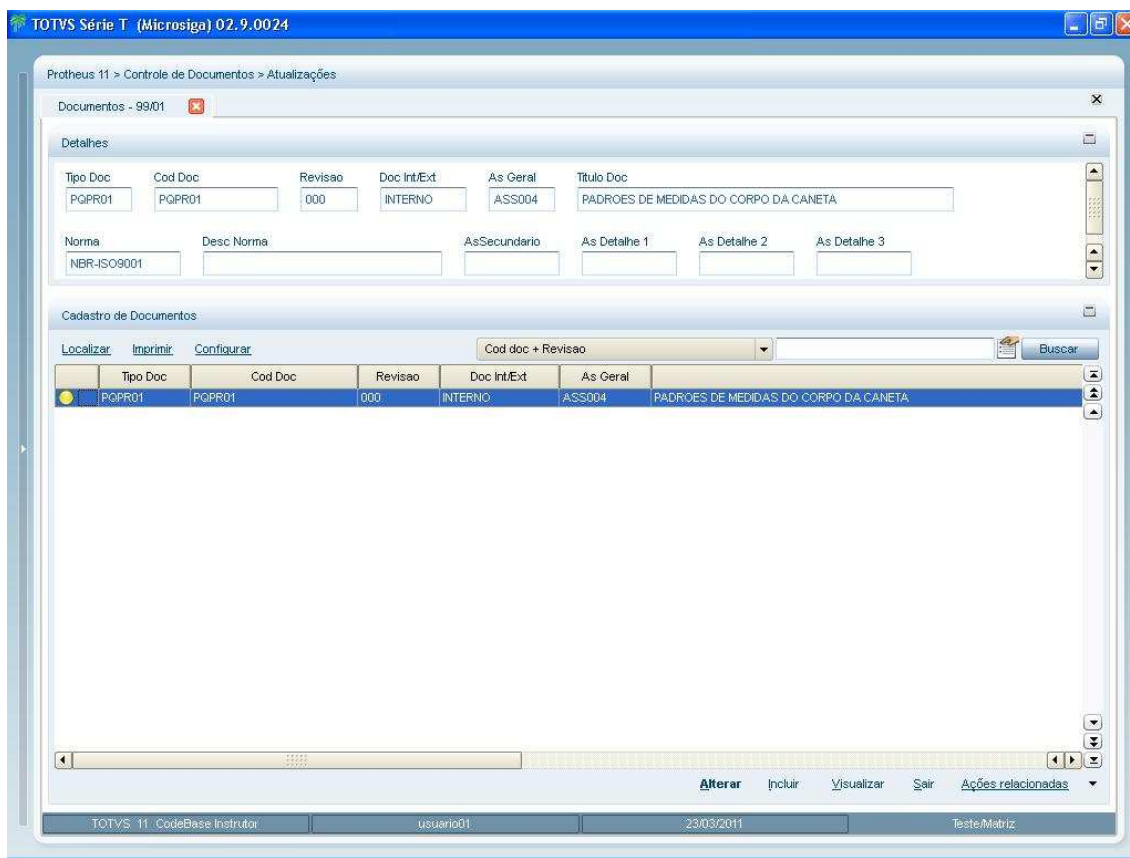 TOTVS Série T (Microsiga) 02.9.0024
Protheus 11 > Controle de Documentos > Atualizações
Documentos - 99/01
Detalhes
Tipo Doc Cod Doc Revisao Doc Int/Ext As Geral Titulo Doc
PQPR01 PQPR01 000 INTERNO ASS004 PADROES DE MEDIDAS DO CORPO DA CANETA
Norma Desc Norma AsSecundario As Detalhe 1 As Detalhe 2 As Detalhe 3
NBR-ISO9001
Cadastro de Documentos
Localizar Imprimir Configurar Cod doc + Revisao Buscar
Tipo Doc Cod Doc Revisao Doc Int/Ext As Geral
PQPR01 PQPR01 000 INTERNO ASS004 PADROES DE MEDIDAS DO CORPO DA CANETA
Alterar Incluir Visualizar Sair Ações relacionadas
TOTVS 11 CodeBase Instrutor usuario01 23/03/2011 Teste/Matriz